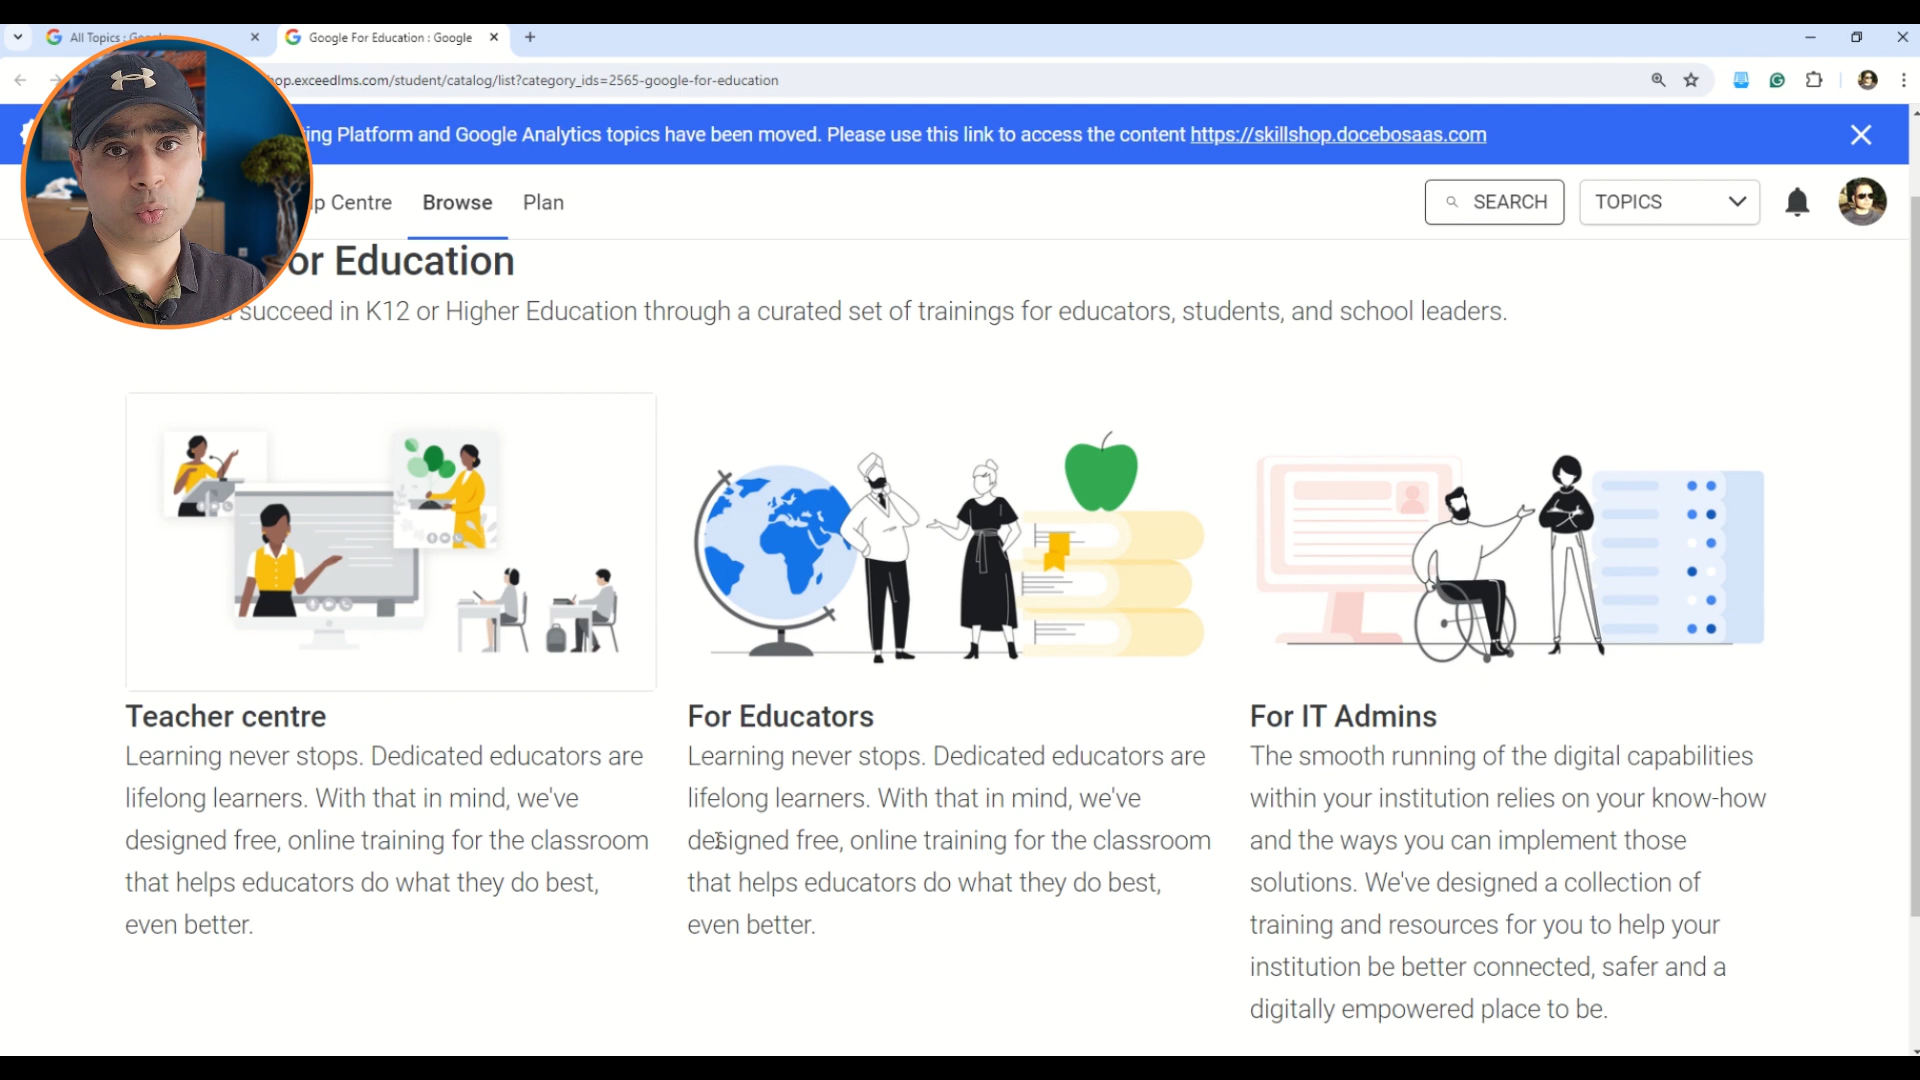 All Topics : Google
Google For Education : Google
hop.exceedlms.com/student/catalog/list?category_ids=2565-google-for-education
ing Platform and Google Analytics topics have been moved. Please use this link to access the content https://skillshop.docebosaas.com
p Centre
Browse
Plan
SEARCH
TOPICS
or Education
succeed in K12 or Higher Education through a curated set of trainings for educators, students, and school leaders.
Teacher centre
Learning never stops. Dedicated educators are
lifelong learners. With that in mind, we've
designed free, online training for the classroom
that helps educators do what they do best,
even better.
For Educators
Learning never stops. Dedicated educators are
lifelong learners. With that in mind, we've
designed free, online training for the classroom
that helps educators do what they do best,
even better.
For IT Admins
The smooth running of the digital capabilities
within your institution relies on your know-how
and the ways you can implement those
solutions. We've designed a collection of
training and resources for you to help your
institution be better connected, safer and a
digitally empowered place to be.